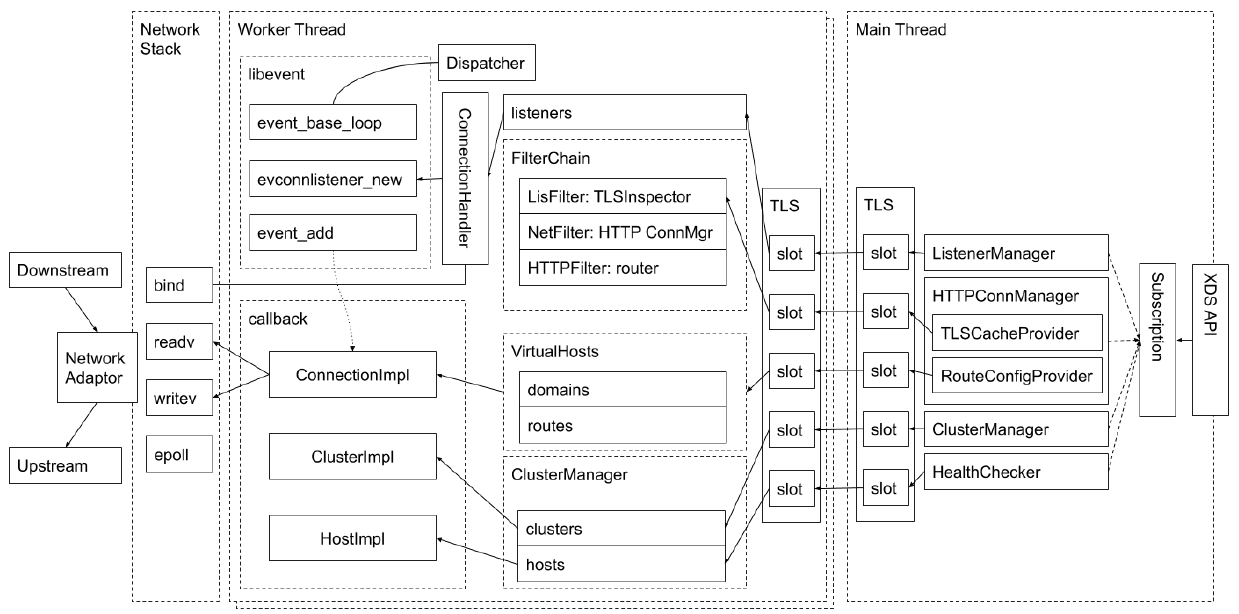 Network
Stack
Worker Thread
Main Thread
libevent
Dispatcher
event_base_loop
evconnlistener_new
event_add
ConnectionHandler
listeners
FilterChain
LisFilter: TLSInspector
NetFilter: HTTP ConnMgr
HTTPFilter: router
TLS
slot
slot
slot
slot
slot
TLS
slot
slot
slot
slot
slot
ListenerManager
HTTPConnManager
TLSCacheProvider
RouteConfigProvider
ClusterManager
HealthChecker
Subscription
XDS API
Downstream
Network
Adaptor
Upstream
bind
readv
writev
epoll
callback
ConnectionImpl
ClusterImpl
HostImpl
VirtualHosts
domains
routes
ClusterManager
clusters
hosts